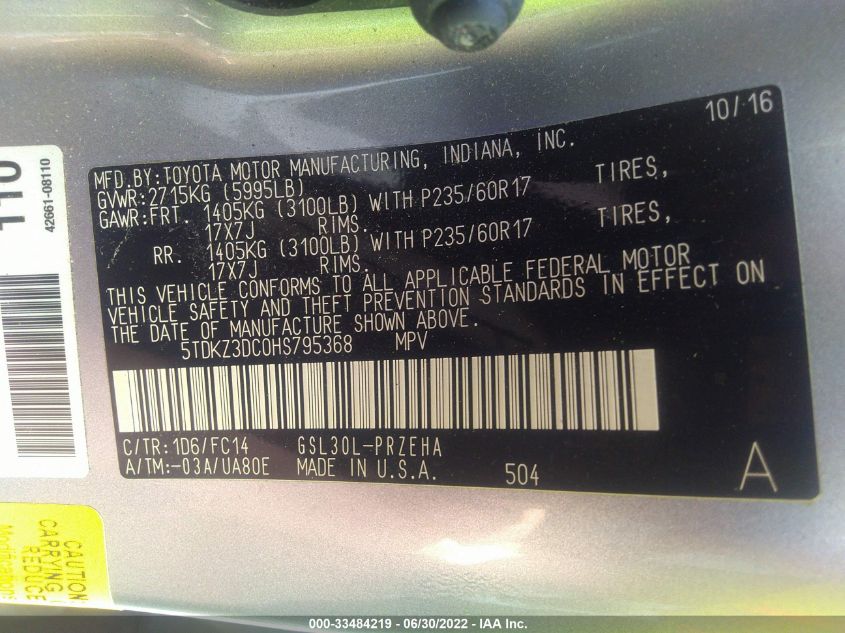 10/16
MFD.BY:TOYOTA MOTOR MANUFACTURING, INDIANA, INC.
GVWR:2715KG (5995LB)
GAWR:FRT. 1405KG (3100LB) WITH P235/60R17 TIRES,
17X7J RIMS.
RR. 1405KG (3100LB) WITH P235/60R17 TIRES,
17X7J RIMS.
THIS VEHICLE CONFORMS TO ALL APPLICABLE FEDERAL MOTOR
VEHICLE SAFETY AND THEFT PREVENTION STANDARDS IN EFFECT ON
THE DATE OF MANUFACTURE SHOWN ABOVE.
5TDKZ3DC0HS795368 MPV
C/TR:1D6/FC14 GSL30L-PRZEHA
A/TM:-03A/UA80E MADE IN U.S.A. 504 A
110
42661-08110
CAUTION:
CARRYING
REDUCE
Modifications
000-33484219 - 06/30/2022 - IAA Inc.